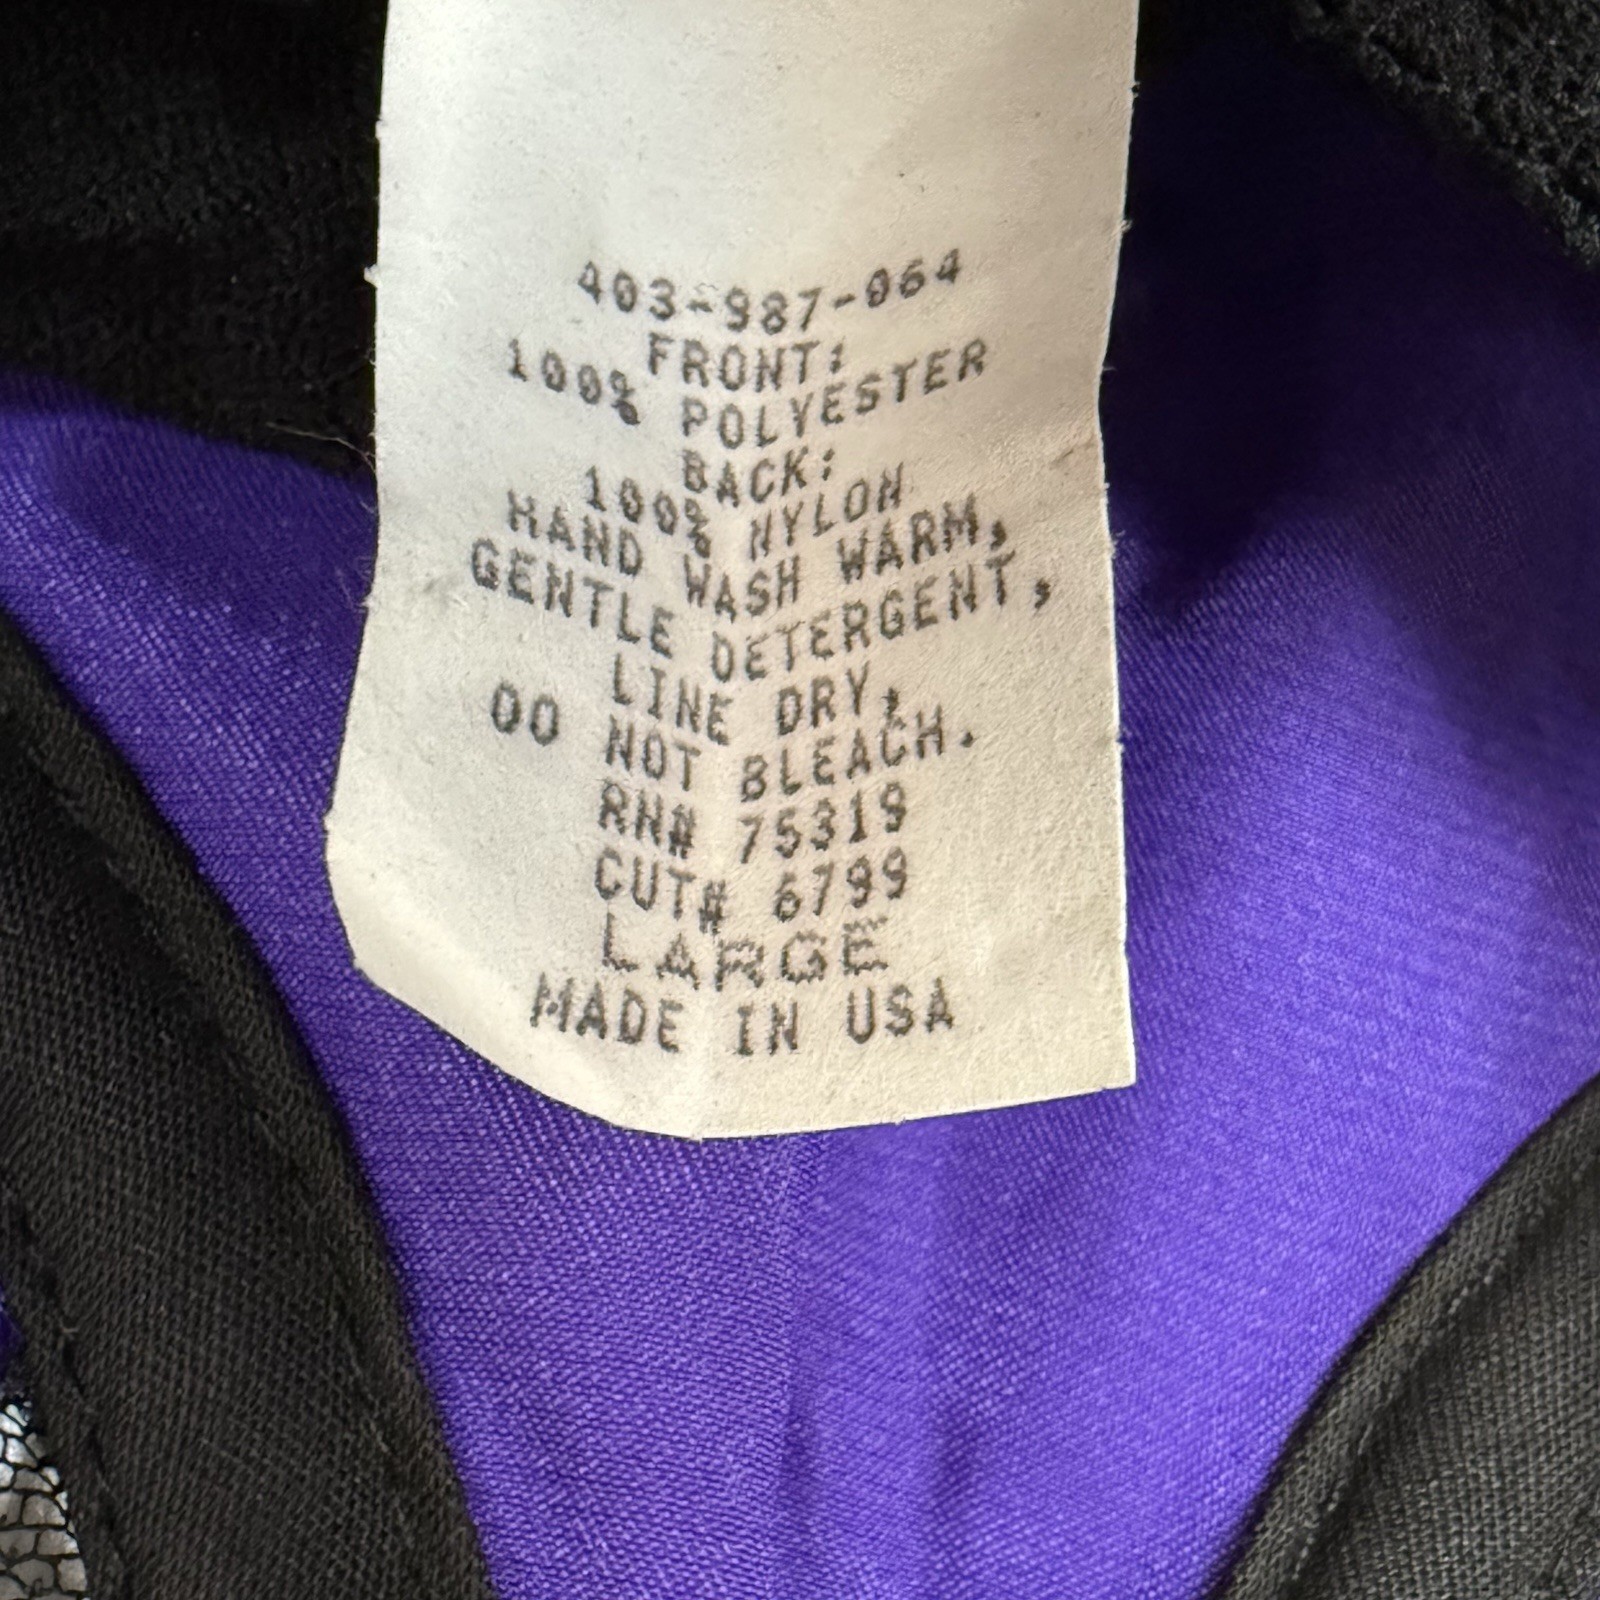 403-987-064
FRONT:
100% POLYESTER
BACK:
100% NYLON
HAND WASH WARM,
GENTLE DETERGENT,
LINE DRY,
DO NOT BLEACH.
RN# 75319
CUT# 6799
LARGE
MADE IN USA